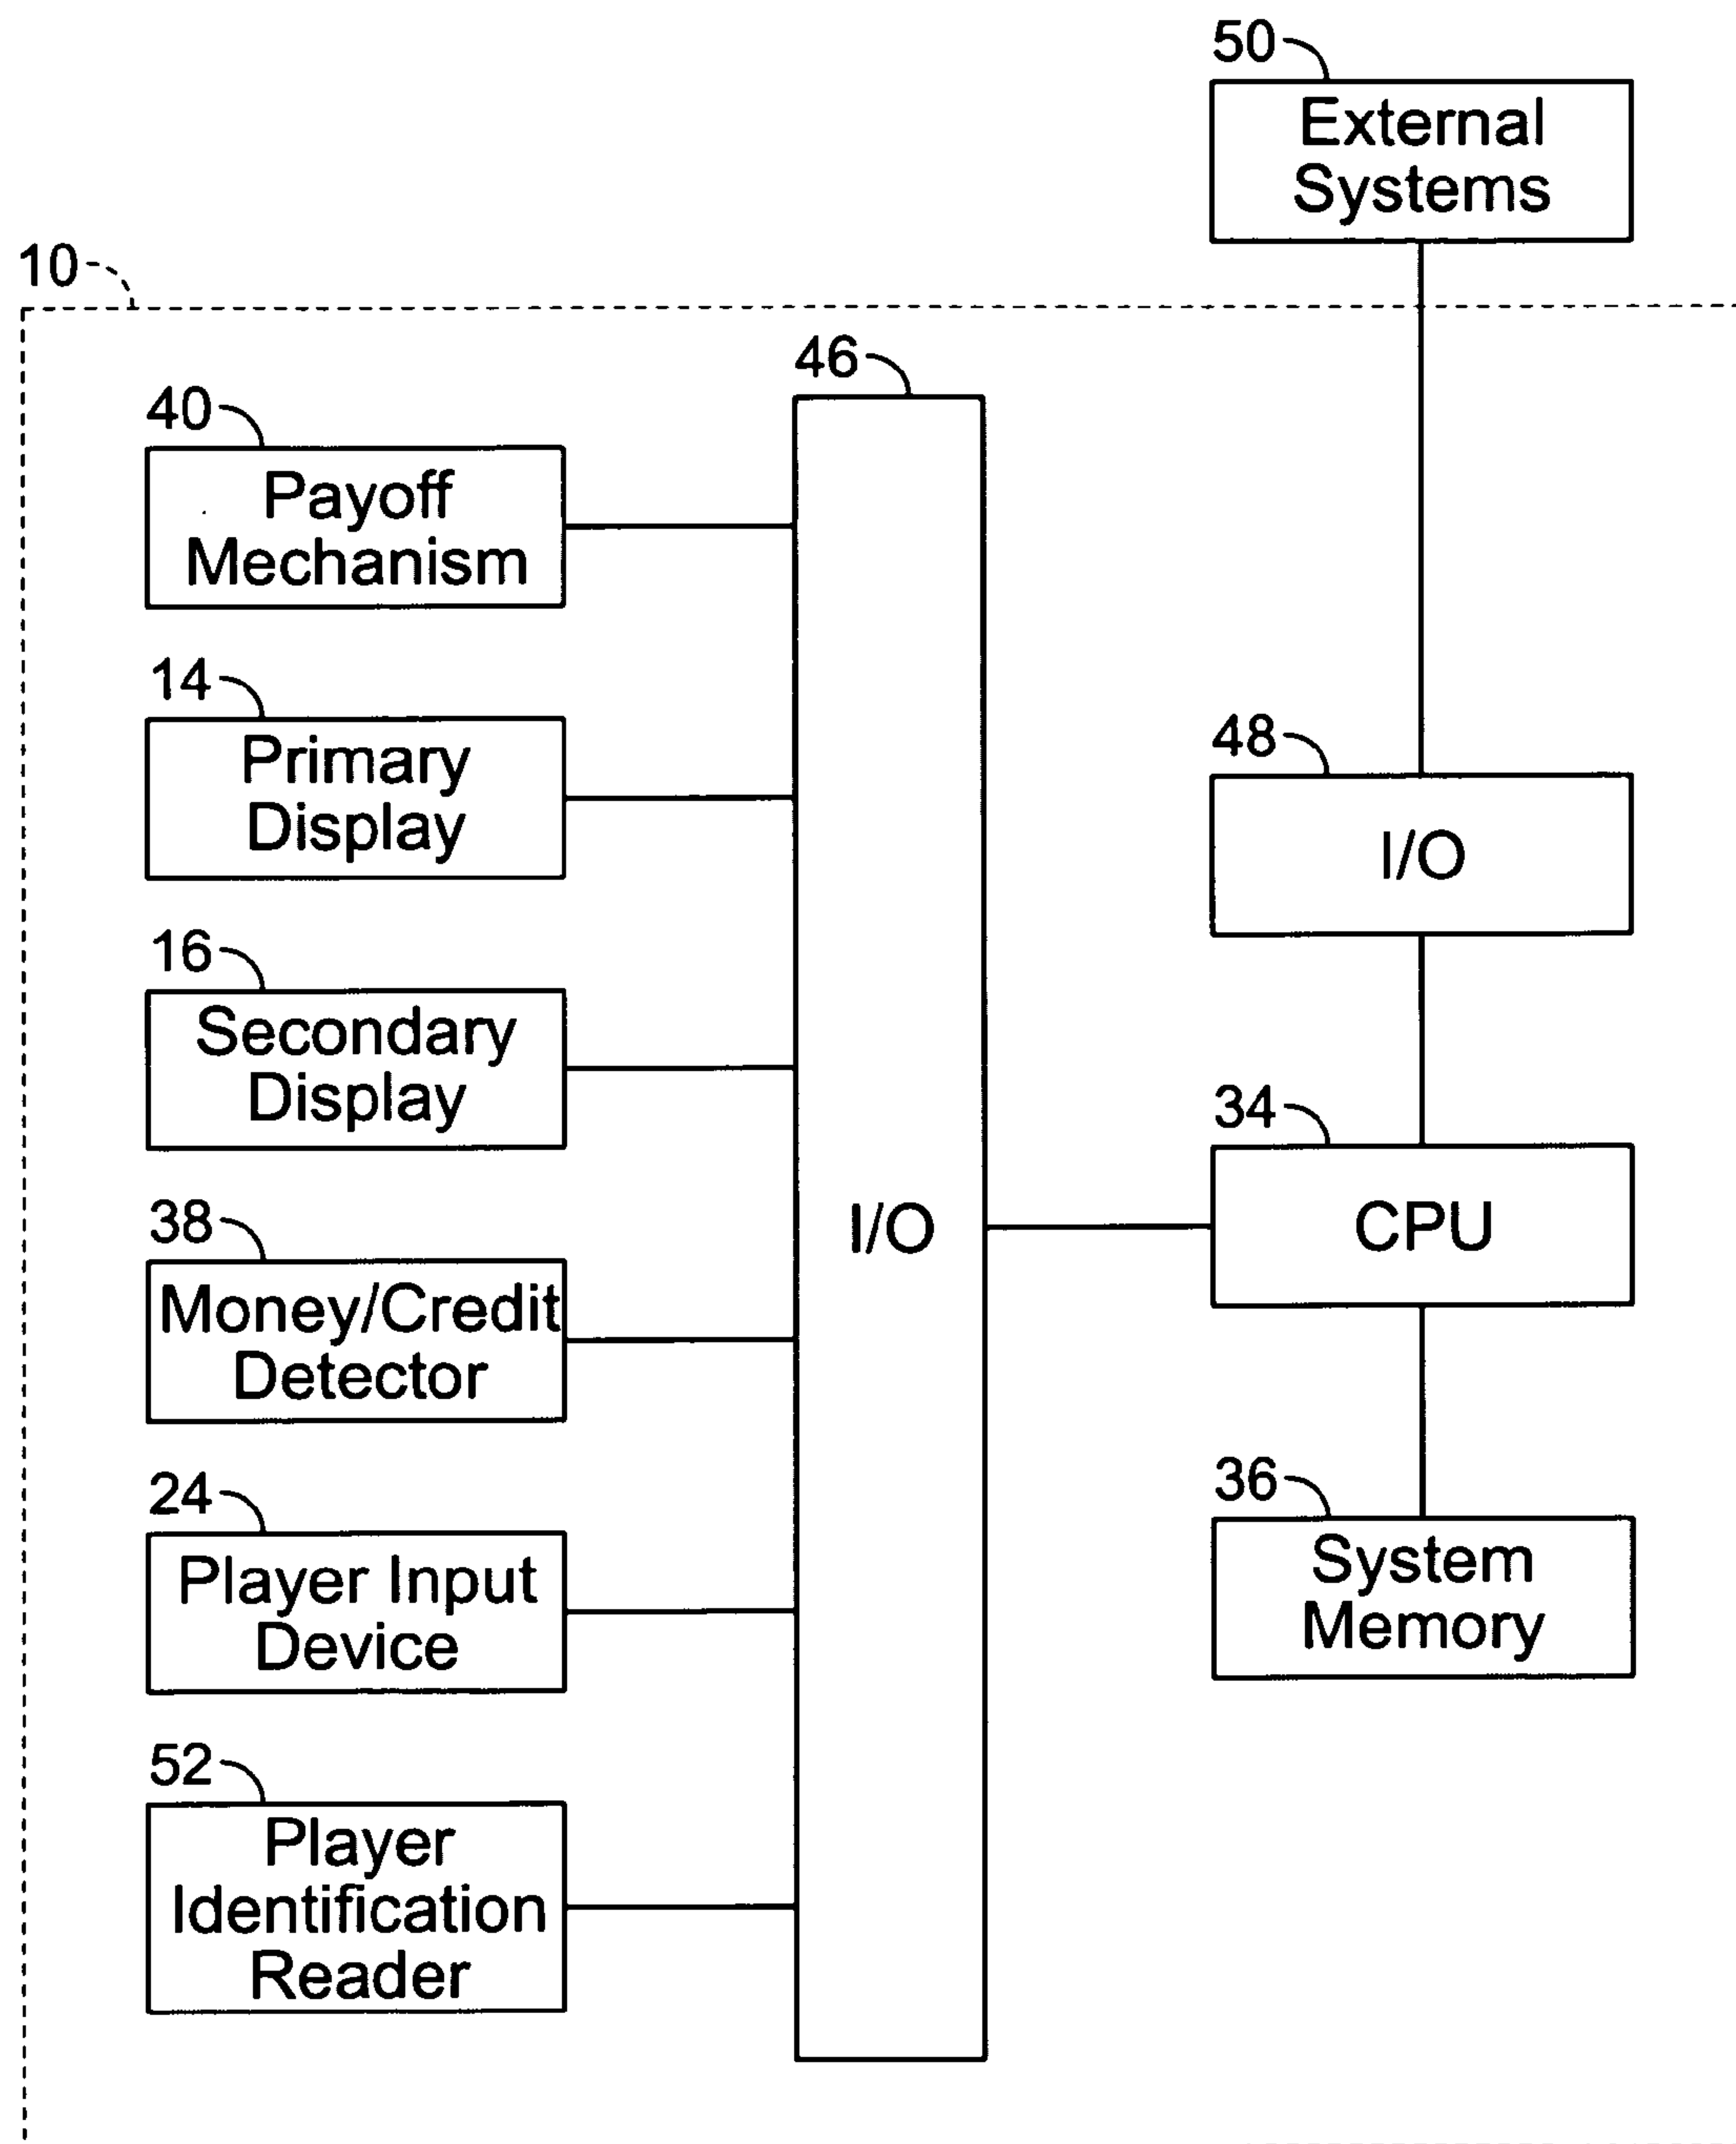 50
External
Systems
10
46
40
Payoff
Mechanism
14
Primary
Display
16
Secondary
Display
38
Money/Credit
Detector
24
Player Input
Device
52
Player
Identification
Reader
I/O
48
I/O
34
CPU
36
System
Memory